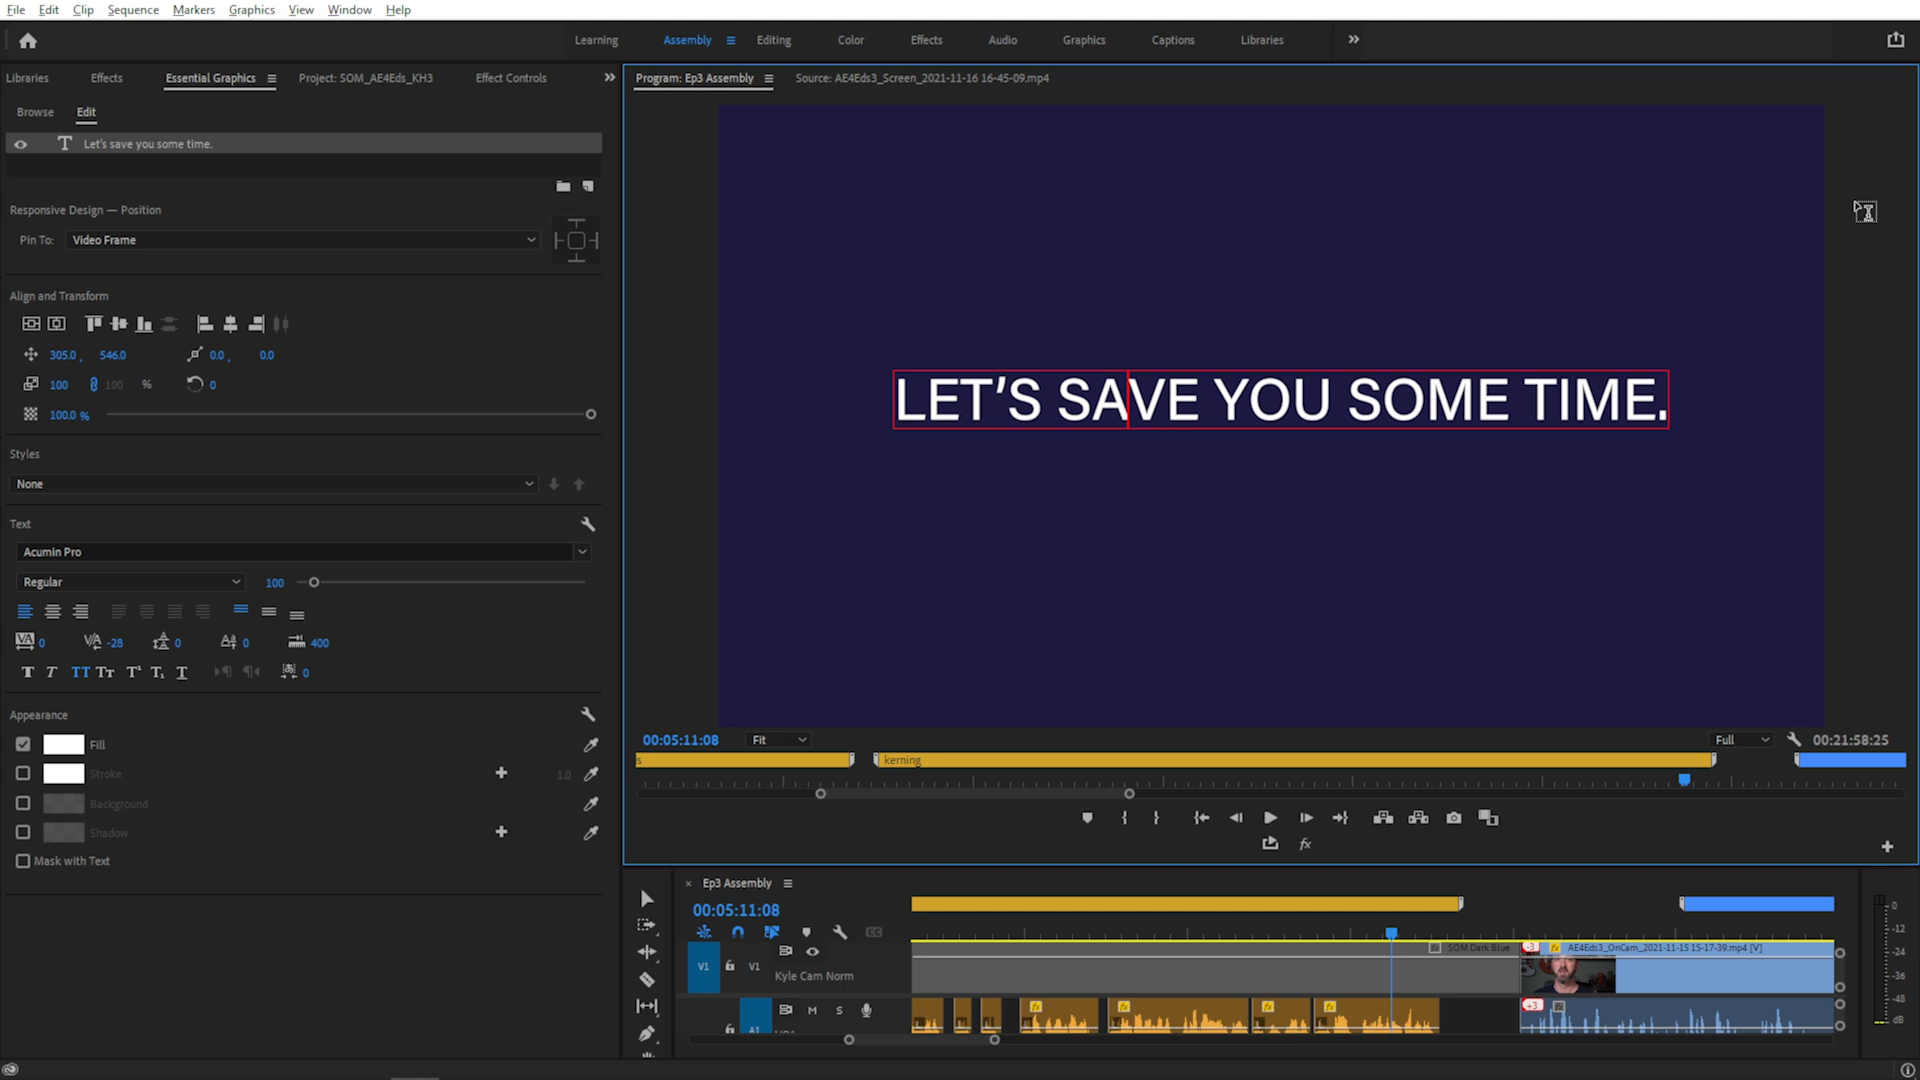 File Edit Clip Sequence Markers Graphics View Window Help
Learning Assembly Editing Color Effects Audio Graphics Captions Libraries
Libraries Effects Essential Graphics Project: SOM_AE4Eds_KH3 Effect Controls
Program: Ep3 Assembly Source: AE4Eds3_Screen_2021-11-16 16-45-09.mp4
Browse Edit
Let's save you some time.
Responsive Design — Position
Pin To: Video Frame
Align and Transform
305.0 , 546.0 0.0 , 0.0
100 100 % 0
100.0 %
LET'S SAVE YOU SOME TIME.
Styles
None
Text
Acumin Pro
Regular 100
0 -28 0 0 400
0
Appearance
Fill
Stroke 1.0
Background
Shadow
Mask with Text
00:05:11:08 Fit Full 00:21:58:25
s kerning
Ep3 Assembly
00:05:11:08
V1 V1 Kyle Cam Norm
SOM Dark Blue
-3 fx AE4Eds3_OnCam_2021-11-15 15-17-39.mp4 [V]
A1 M S
+3
0
-12
-24
-36
-48
dB